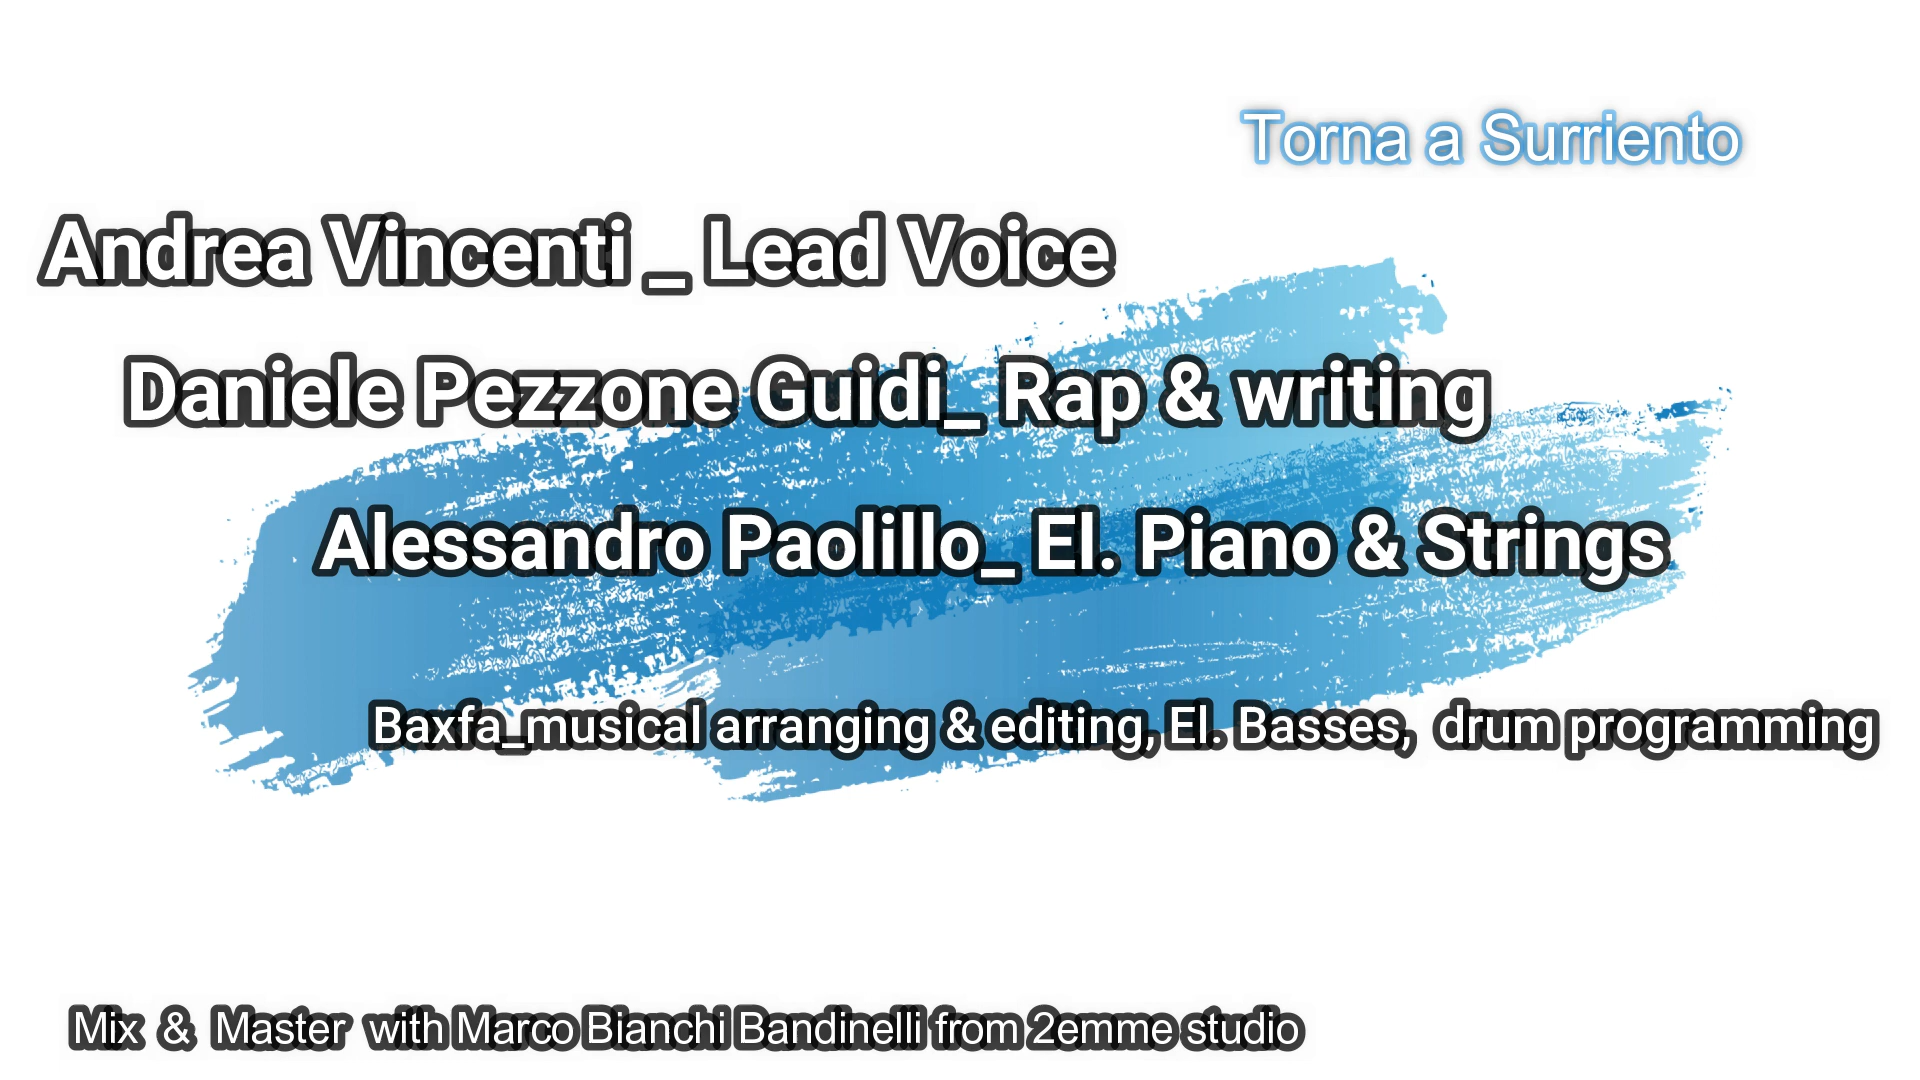 Torna a Surriento
Andrea Vincenti _ Lead Voice
Daniele Pezzone Guidi_ Rap & writing
Alessandro Paolillo_ El. Piano & Strings
Baxfa_musical arranging & editing, El. Basses, drum programming
Mix & Master with Marco Bianchi Bandinelli from 2emme studio